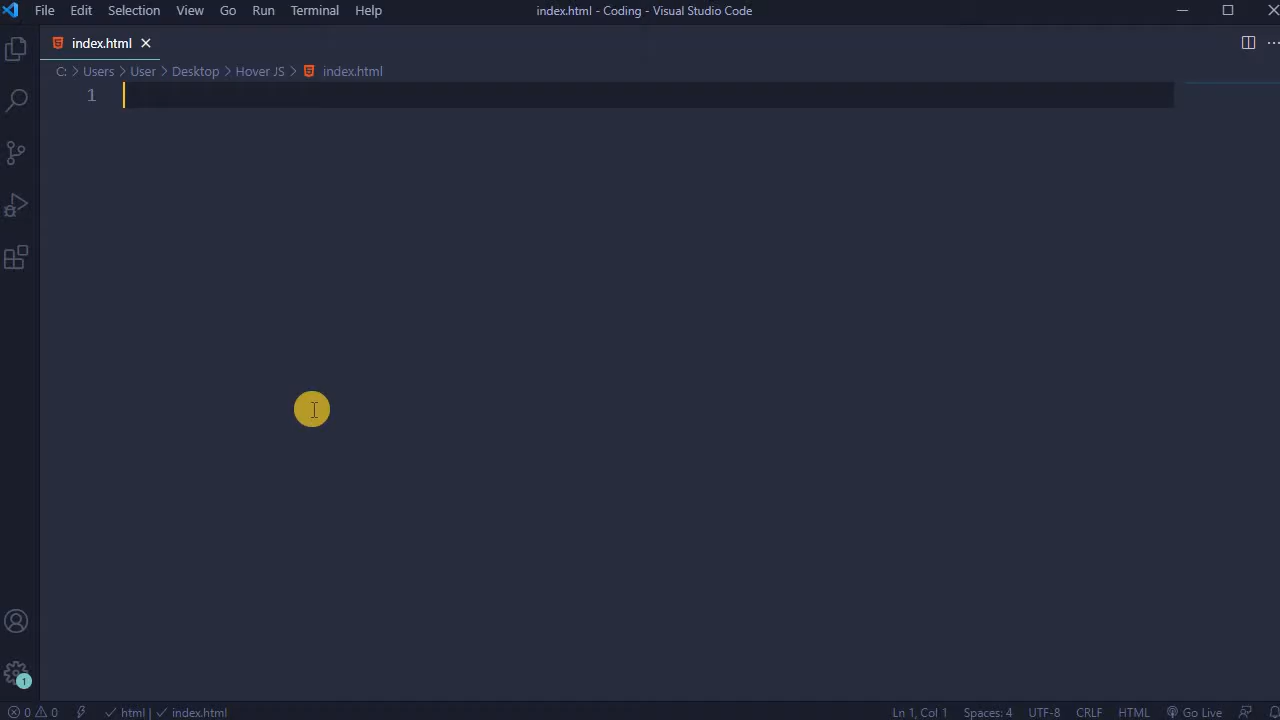 File Edit Selection View Go Run Terminal Help index.html - Coding - Visual Studio Code
index.html
C: > Users > User > Desktop > Hover JS > index.html
1
1
0 0 html | index.html Ln 1, Col 1 Spaces: 4 UTF-8 CRLF HTML Go Live